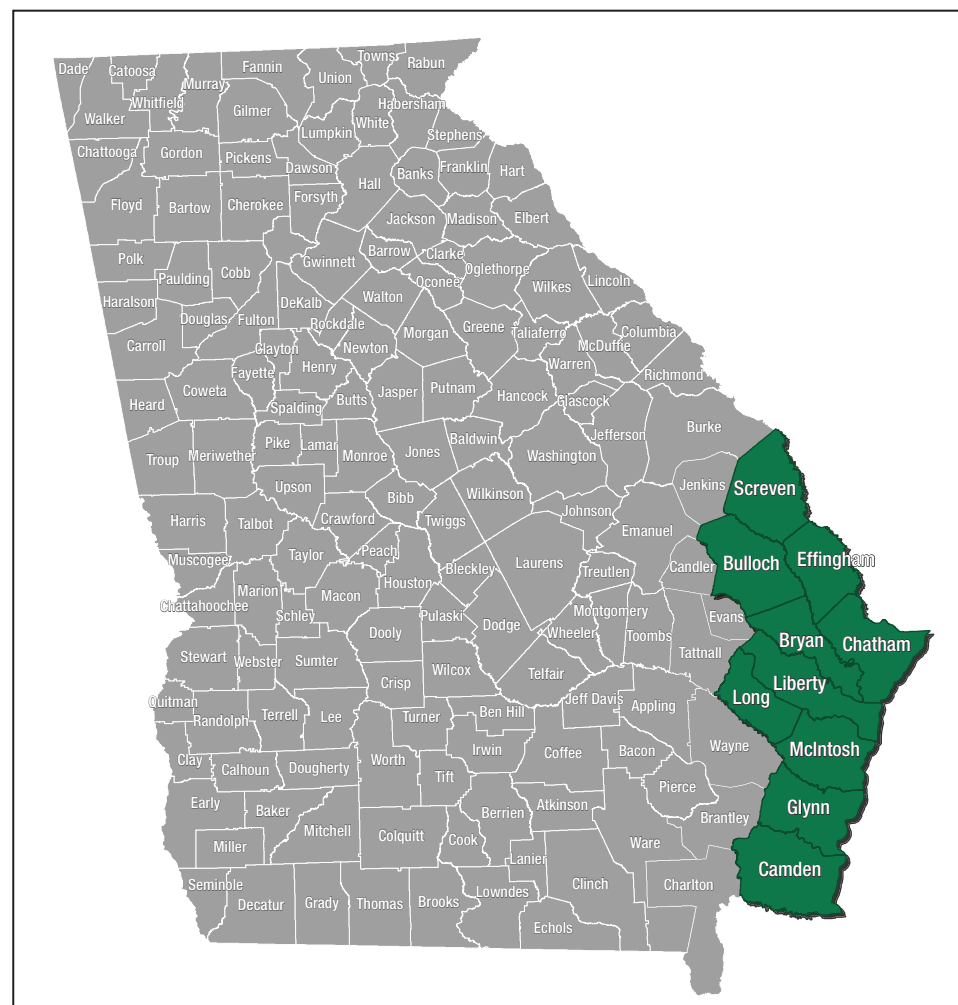 Dade
Catoosa
Whitfield
Walker
Murray
Fannin
Gilmer
Union
Towns
Rabun
Habersham
White
Lumpkin
Stephens
Chattooga
Gordon
Pickens
Dawson
Hall
Banks
Franklin
Hart
Floyd
Bartow
Cherokee
Forsyth
Jackson
Madison
Elbert
Polk
Paulding
Cobb
Gwinnett
Barrow
Clarke
Oconee
Oglethorpe
Wilkes
Lincoln
Haralson
Douglas
Fulton
DeKalb
Rockdale
Walton
Morgan
Greene
Taliaferro
McDuffie
Columbia
Carroll
Clayton
Fayette
Henry
Newton
Warren
Richmond
Heard
Coweta
Spalding
Butts
Jasper
Putnam
Hancock
Glascock
Jefferson
Burke
Troup
Meriwether
Pike
Lamar
Monroe
Jones
Baldwin
Washington
Upson
Bibb
Wilkinson
Jenkins
Screven
Harris
Talbot
Crawford
Twiggs
Johnson
Emanuel
Muscogee
Taylor
Peach
Houston
Bleckley
Laurens
Treutlen
Candler
Bulloch
Effingham
Chattahoochee
Marion
Schley
Macon
Pulaski
Dodge
Wheeler
Montgomery
Toombs
Evans
Tattnall
Bryan
Chatham
Stewart
Webster
Sumter
Dooly
Wilcox
Telfair
Long
Liberty
Quitman
Randolph
Terrell
Lee
Crisp
Turner
Ben Hill
Jeff Davis
Appling
Wayne
McIntosh
Clay
Calhoun
Dougherty
Worth
Tift
Irwin
Coffee
Bacon
Pierce
Glynn
Early
Baker
Mitchell
Colquitt
Cook
Berrien
Atkinson
Ware
Brantley
Miller
Lanier
Camden
Seminole
Decatur
Grady
Thomas
Brooks
Lowndes
Echols
Clinch
Charlton